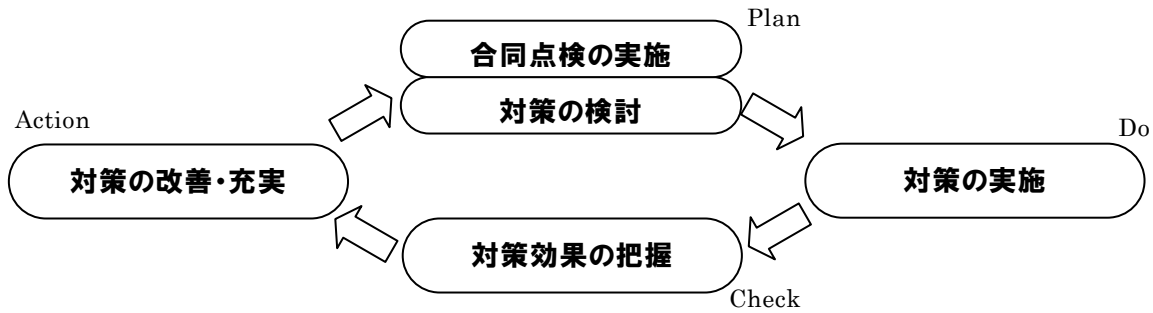 Plan
合同点検の実施
対策の検討
Action
Do
対策の改善・充実
対策の実施
対策効果の把握
Check